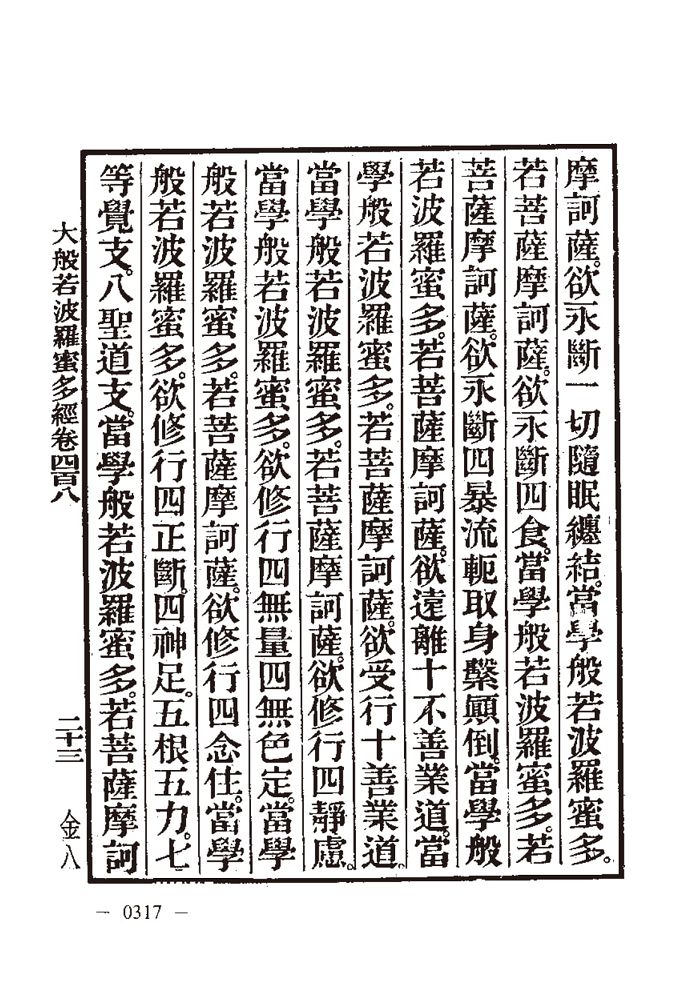 摩訶薩。欲永斷一切隨眠纏結。當學般若波羅蜜多。
若菩薩摩訶薩。欲永斷四食。當學般若波羅蜜多。若
菩薩摩訶薩。欲永斷四暴流軛取身繫顚倒。當學般
若波羅蜜多。若菩薩摩訶薩。欲遠離十不善業道。當
學般若波羅蜜多。若菩薩摩訶薩。欲受行十善業道。
當學般若波羅蜜多。若菩薩摩訶薩。欲修行四靜慮。
當學般若波羅蜜多。欲修行四無量四無色定。當學
般若波羅蜜多。若菩薩摩訶薩。欲修行四念住。當學
般若波羅蜜多。欲修行四正斷。四神足。五根五力。七
等覺支。八聖道支。當學般若波羅蜜多。若菩薩摩訶
大般若波羅蜜多經卷四百八 二十三 金八
— 0317 —